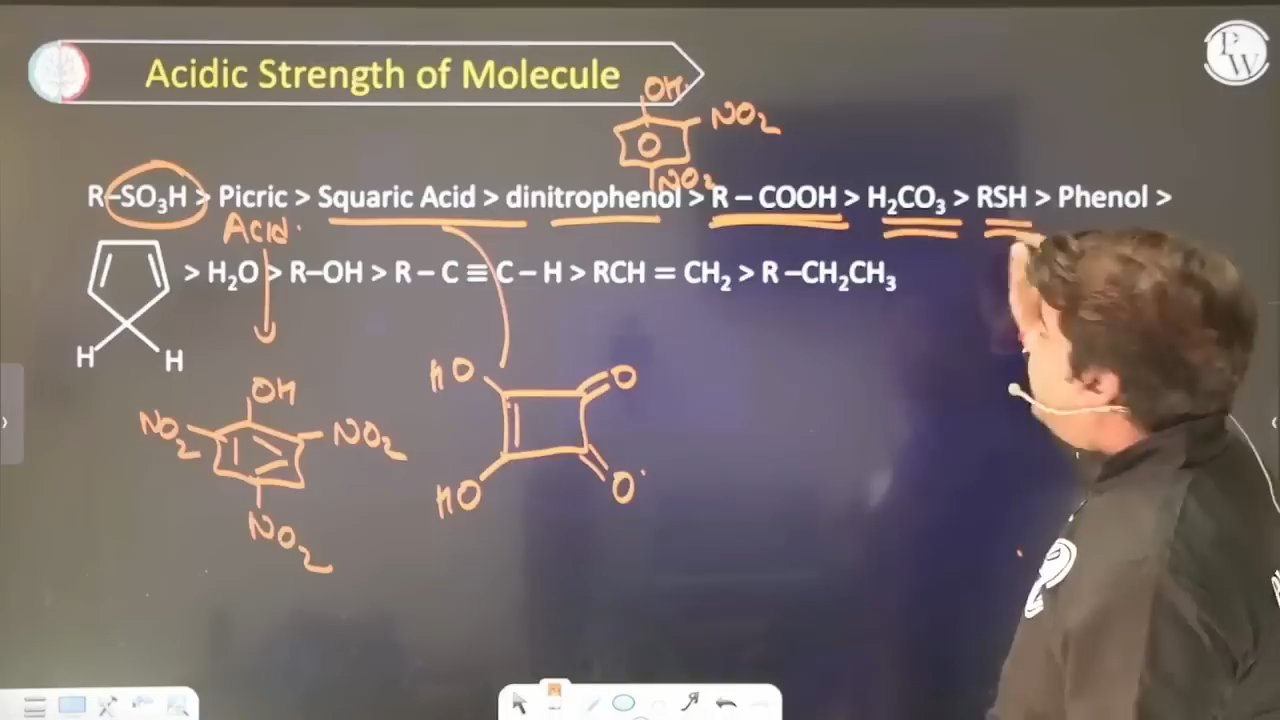 Acidic Strength of Molecule
PW
OH
NO2
NO2
R–SO3H > Picric > Squaric Acid > dinitrophenol > R – COOH > H2CO3 > RSH > Phenol >
Acid.
> H2O > R–OH > R – C ≡ C – H > RCH = CH2 > R –CH2CH3
H H
HO O
OH
NO2 NO2
HO O
NO2